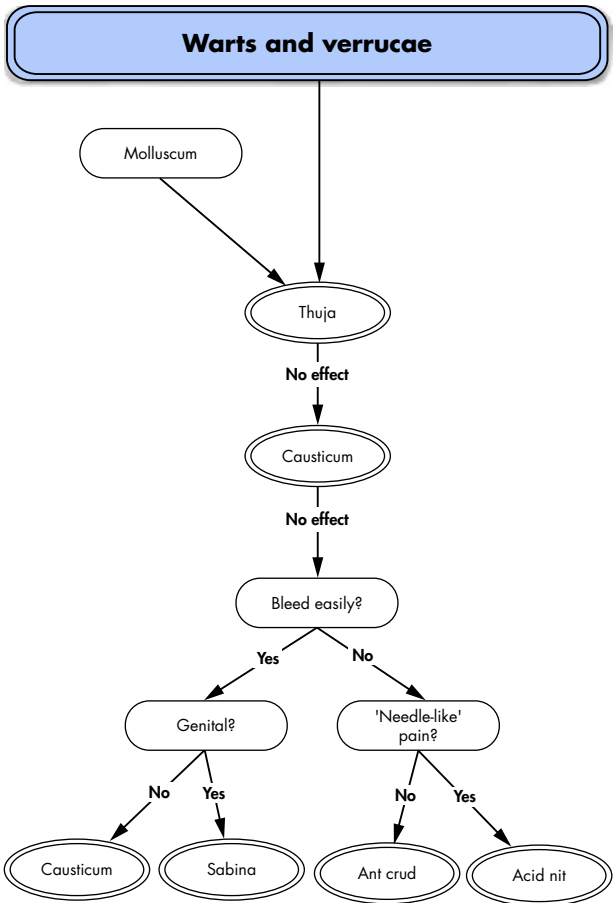 Warts and verrucae
Molluscum
Thuja
No effect
Causticum
No effect
Bleed easily?
Yes
No
Genital?
'Needle-like'
pain?
No
Yes
No
Yes
Causticum
Sabina
Ant crud
Acid nit